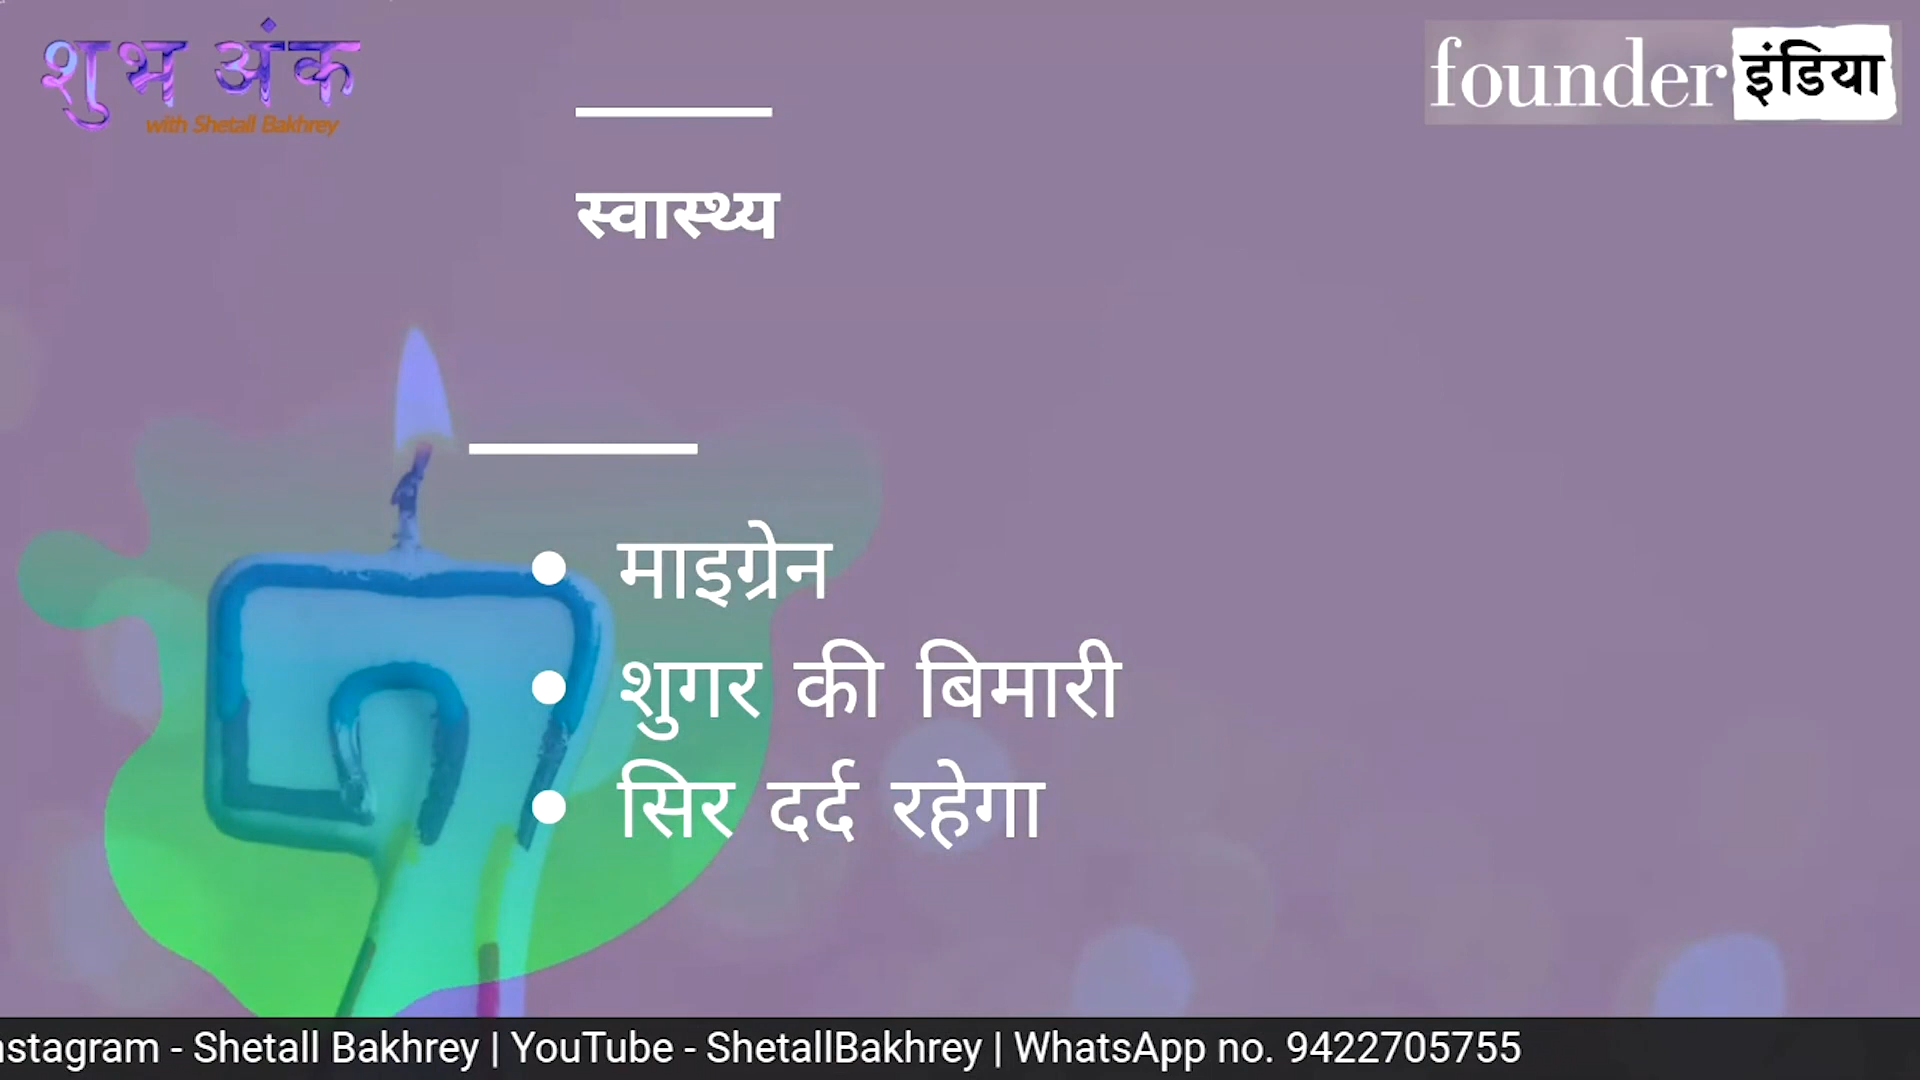 शुभ अंक
with Shetall Bakhrey
founder इंडिया
स्वास्थ्य
माइग्रेन
शुगर की बिमारी
सिर दर्द रहेगा
nstagram - Shetall Bakhrey | YouTube - ShetallBakhrey | WhatsApp no. 9422705755